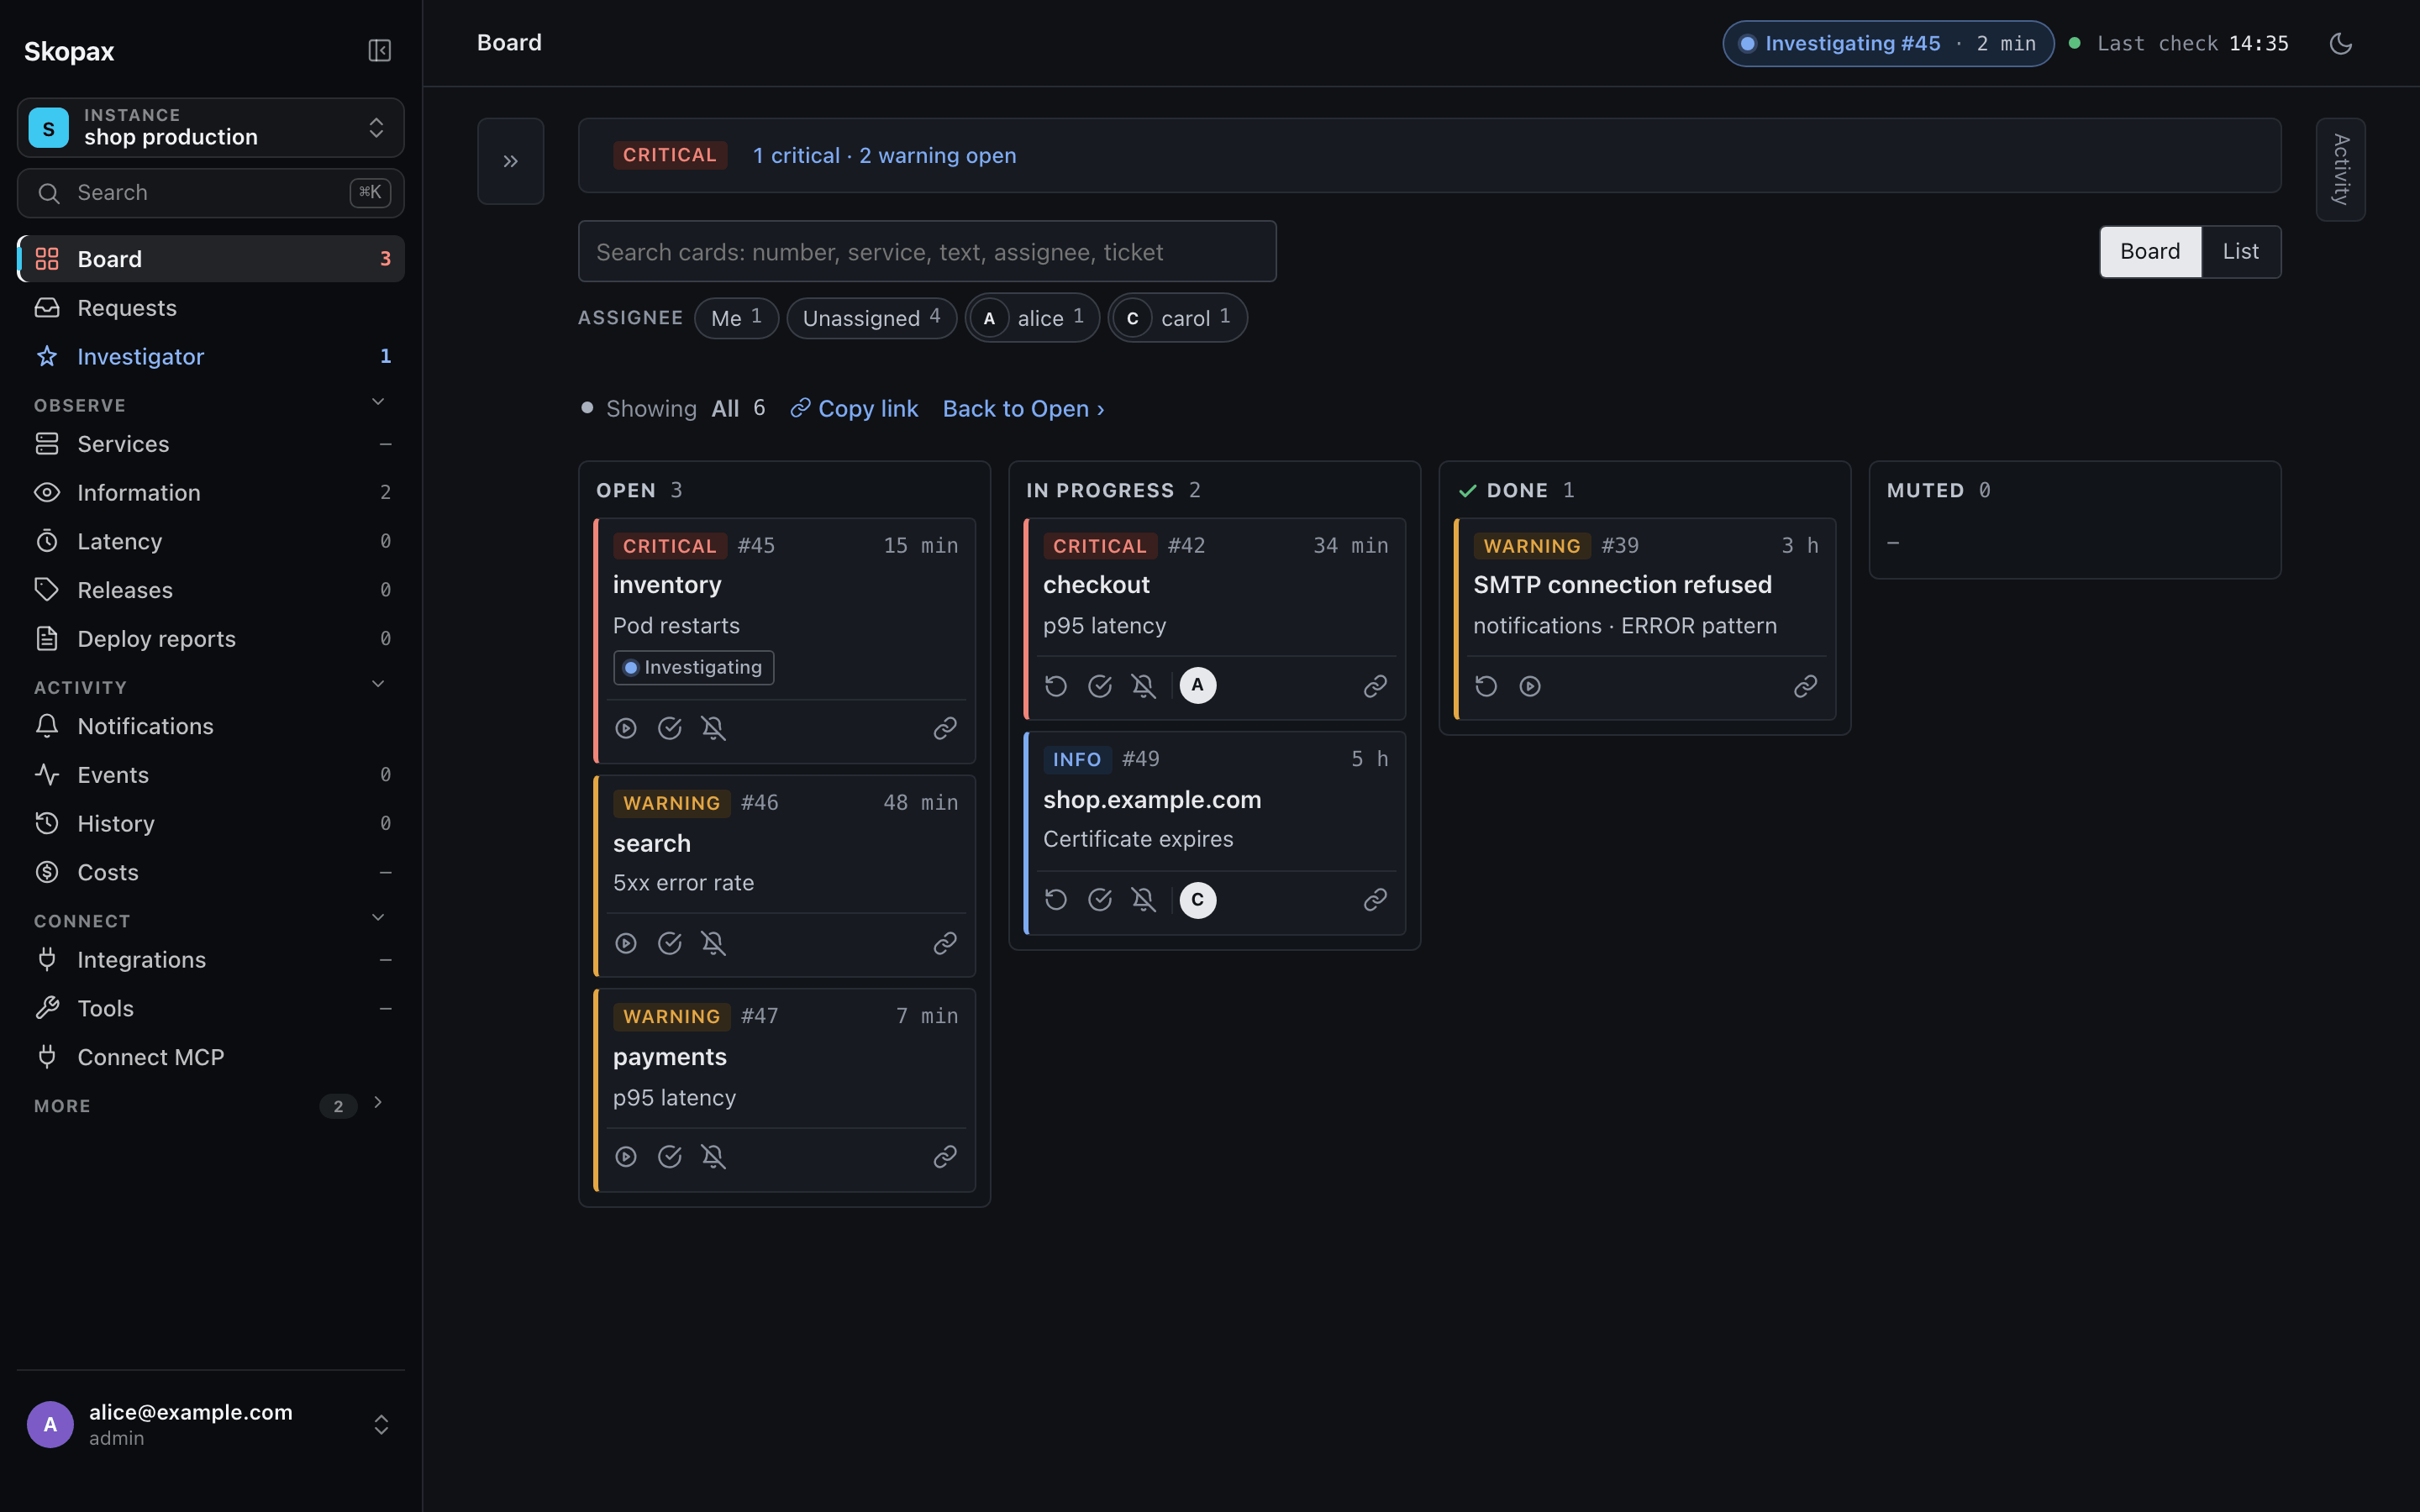 Skopax
S
INSTANCE
shop production
Search ⌘K
Board 3
Requests
Investigator 1
OBSERVE
Services –
Information 2
Latency 0
Releases 0
Deploy reports 0
ACTIVITY
Notifications
Events 0
History 0
Costs –
CONNECT
Integrations –
Tools –
Connect MCP
MORE 2
A
alice@example.com
admin
Board
Investigating #45 · 2 min
Last check 14:35
»
CRITICAL 1 critical · 2 warning open
Activity
Search cards: number, service, text, assignee, ticket
Board List
ASSIGNEE Me 1 Unassigned 4 A alice 1 C carol 1
Showing All 6 Copy link Back to Open ›
OPEN 3
CRITICAL #45 15 min
inventory
Pod restarts
Investigating
WARNING #46 48 min
search
5xx error rate
WARNING #47 7 min
payments
p95 latency
IN PROGRESS 2
CRITICAL #42 34 min
checkout
p95 latency
A
INFO #49 5 h
shop.example.com
Certificate expires
C
DONE 1
WARNING #39 3 h
SMTP connection refused
notifications · ERROR pattern
MUTED 0
–